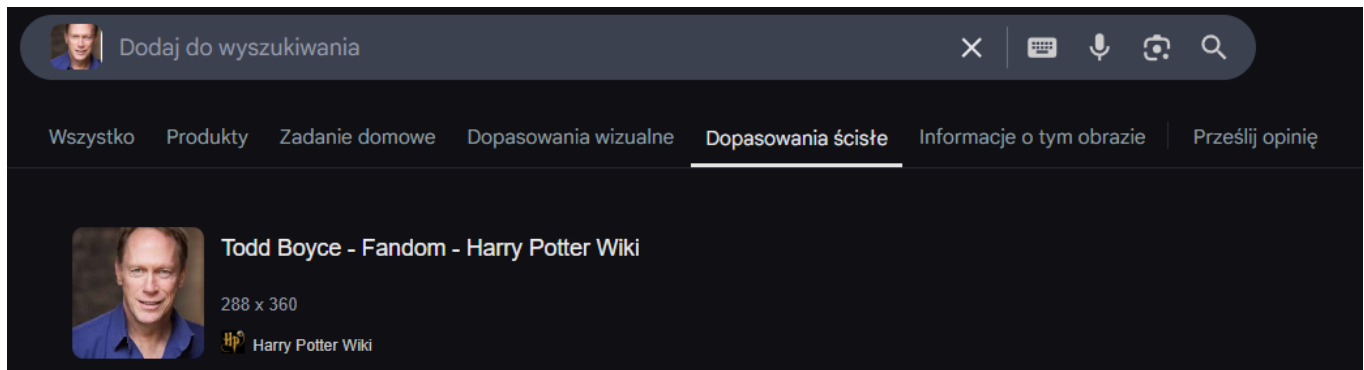 Dodaj do wyszukiwania
Wszystko Produkty Zadanie domowe Dopasowania wizualne Dopasowania ścisłe Informacje o tym obrazie Prześlij opinię
Todd Boyce - Fandom - Harry Potter Wiki
288 x 360
HP Harry Potter Wiki